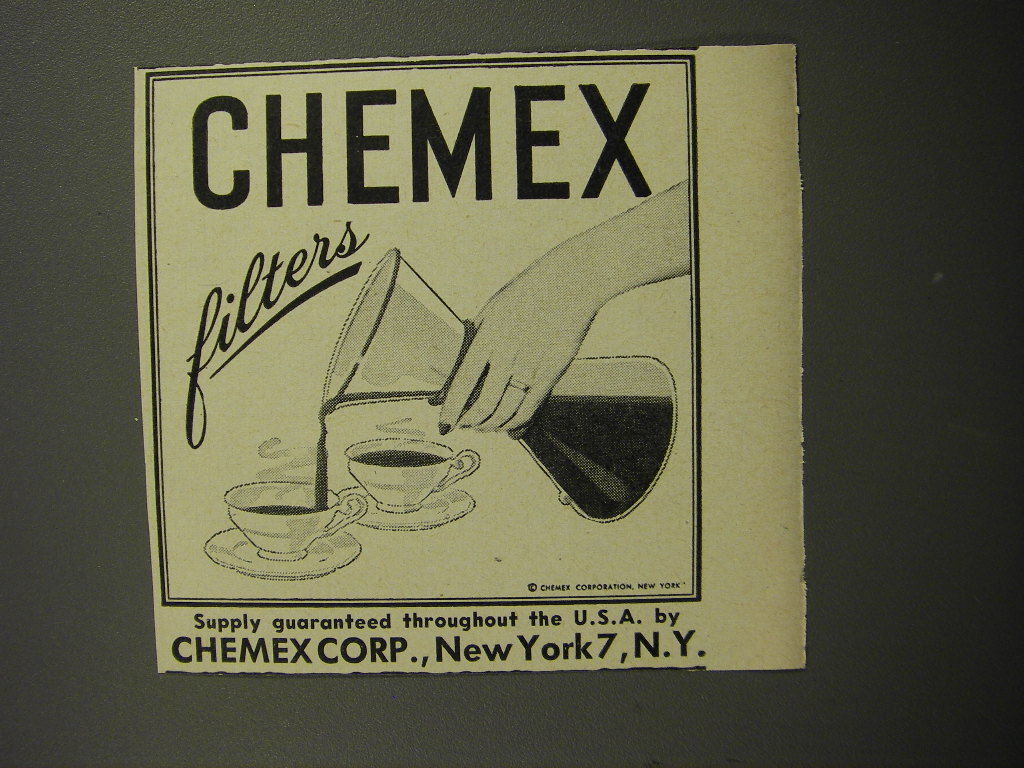 CHEMEX
filters
© CHEMEX CORPORATION, NEW YORK
Supply guaranteed throughout the U.S.A. by
CHEMEX CORP., New York 7, N.Y.